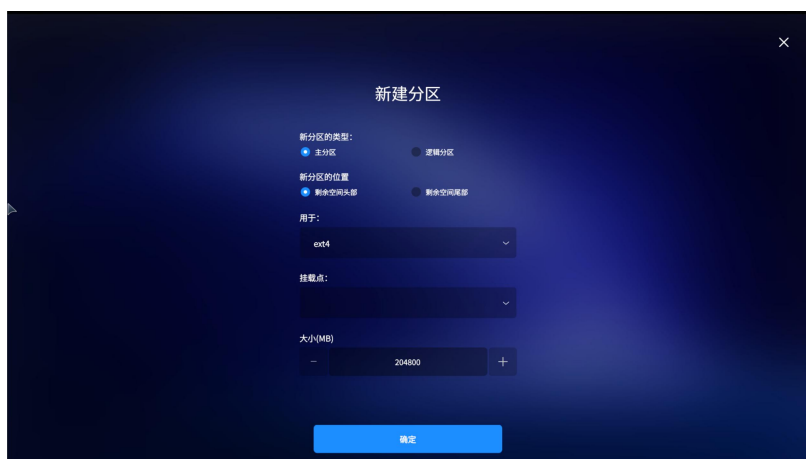 新建分区
新分区的类型:
主分区 逻辑分区
新分区的位置
剩余空间头部 剩余空间尾部
用于:
ext4
挂载点:
大小(MB)
- 204800 +
确定